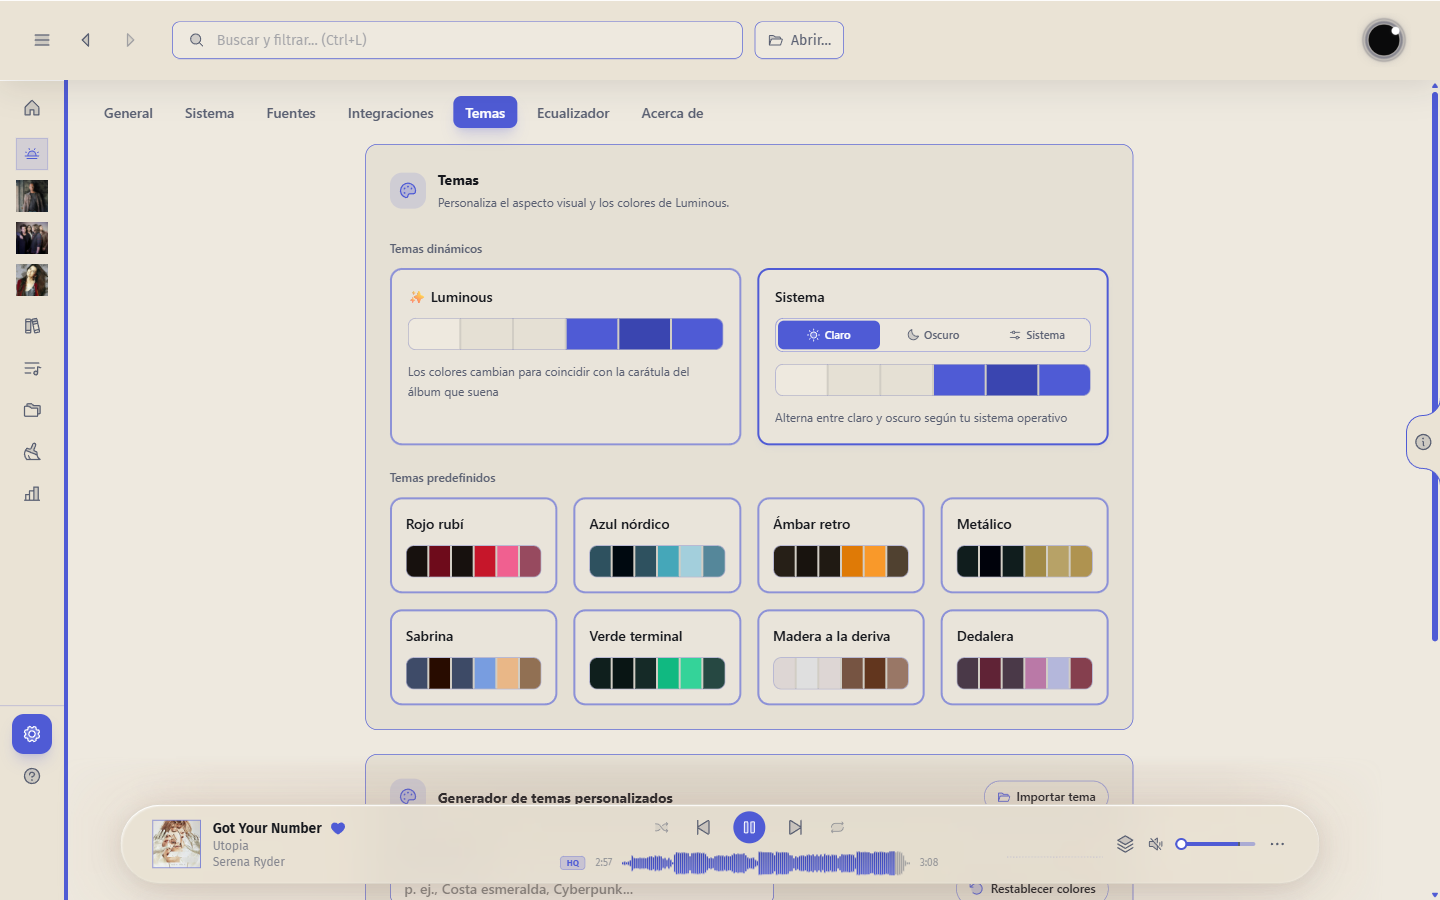 Buscar y filtrar... (Ctrl+L)
Abrir...
General
Sistema
Fuentes
Integraciones
Temas
Ecualizador
Acerca de
Temas
Personaliza el aspecto visual y los colores de Luminous.
Temas dinámicos
✨ Luminous
Los colores cambian para coincidir con la carátula del
álbum que suena
Sistema
Claro
Oscuro
Sistema
Alterna entre claro y oscuro según tu sistema operativo
Temas predefinidos
Rojo rubí
Azul nórdico
Ámbar retro
Metálico
Sabrina
Verde terminal
Madera a la deriva
Dedalera
Generador de temas personalizados
Importar tema
Got Your Number
Utopia
Serena Ryder
HQ
2:57
3:08
p. ej., Costa esmeralda, Cyberpunk...
Restablecer colores